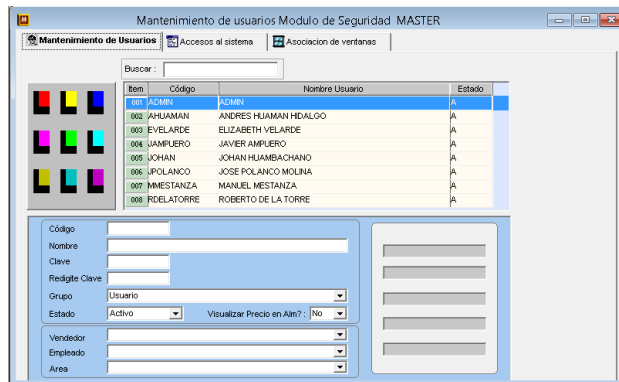 Mantenimiento de usuarios Modulo de Seguridad MASTER
Mantenimiento de Usuarios Accesos al sistema Asociacion de ventanas
Buscar :
Item Código Nombre Usuario Estado
001 ADMIN ADMIN A
002 AHUAMAN ANDRES HUAMAN HIDALGO A
003 EVELARDE ELIZABETH VELARDE A
004 JAMPUERO JAVIER AMPUERO A
005 JOHAN JOHAN HUAMBACHANO A
006 JPOLANCO JOSE POLANCO MOLINA A
007 MMESTANZA MANUEL MESTANZA A
008 RDELATORRE ROBERTO DE LA TORRE A
Código
Nombre
Clave
Redigite Clave
Grupo Usuario
Estado Activo Visualizar Precio en Alm? : No
Vendedor
Empleado
Area